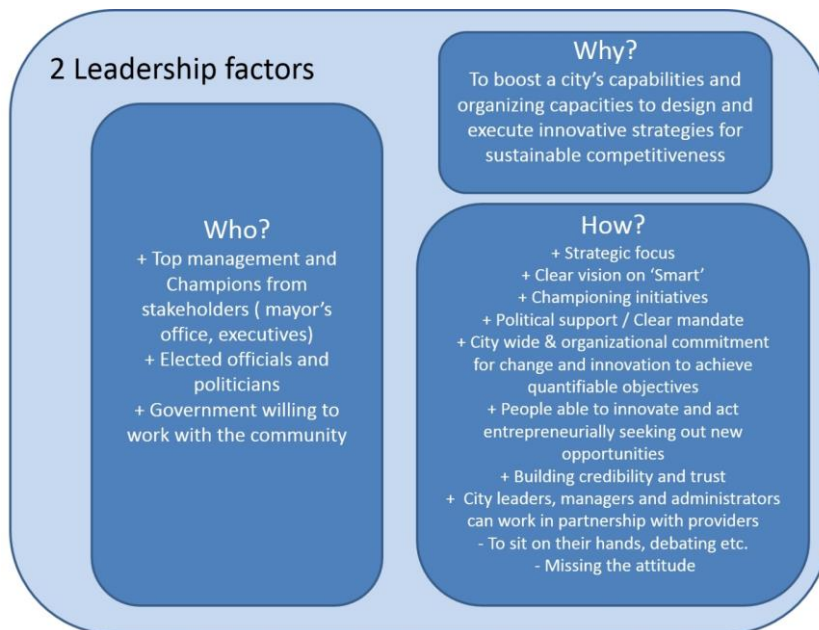 2 Leadership factors
Who?
+ Top management and
Champions from
stakeholders ( mayor's
office, executives)
+ Elected officials and
politicians
+ Government willing to
work with the community
Why?
To boost a city's capabilities and
organizing capacities to design and
execute innovative strategies for
sustainable competitiveness
How?
+ Strategic focus
+ Clear vision on 'Smart'
+ Championing initiatives
+ Political support / Clear mandate
+ City wide & organizational commitment
for change and innovation to achieve
quantifiable objectives
+ People able to innovate and act
entrepreneurially seeking out new
opportunities
+ Building credibility and trust
+ City leaders, managers and administrators
can work in partnership with providers
- To sit on their hands, debating etc.
- Missing the attitude